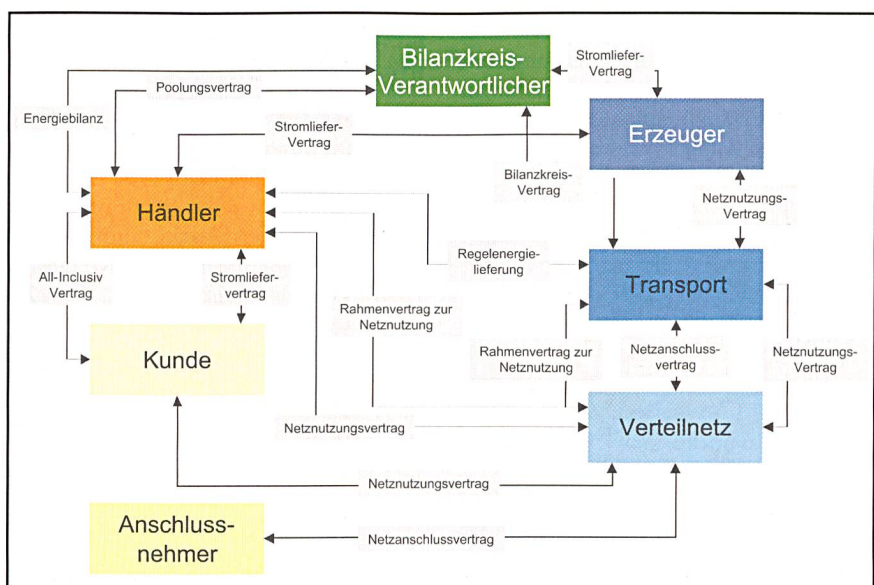 Bilanzkreis-
Verantwortlicher
Stromliefer-
Vertrag
Poolungsvertrag
Energiebilanz
Stromliefer-
Vertrag
Erzeuger
Bilanzkreis-
Vertrag
Netznutzungs-
Vertrag
Händler
Regelenergie-
lieferung
Transport
All-Inclusiv
Vertrag
Stromliefer-
vertrag
Rahmenvertrag zur
Netznutzung
Rahmenvertrag zur
Netznutzung
Netzanschluss-
vertrag
Netznutzungs-
Vertrag
Kunde
Netznutzungsvertrag
Verteilnetz
Netznutzungsvertrag
Anschluss-
nehmer
Netzanschlussvertrag